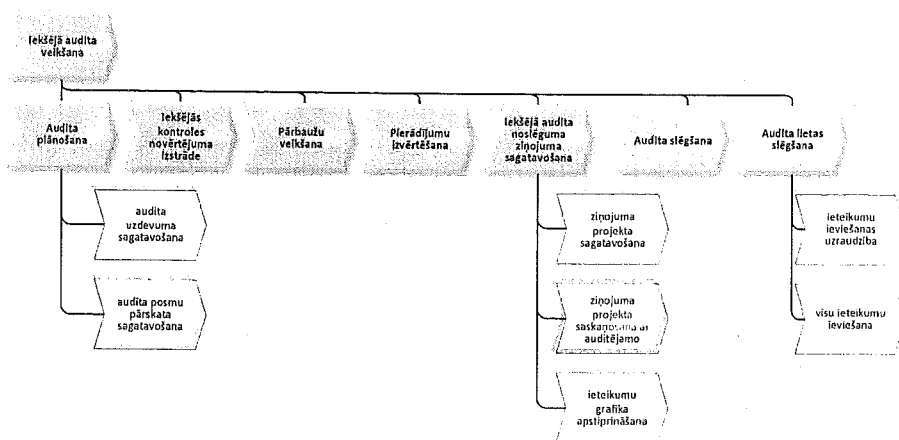 Iekšējā audita
veikšana
Audita
plānošana
Iekšējās
kontroles
novērtējuma
izstrāde
Pārbaužu
veikšana
Pierādījumu
izvērtēšana
Iekšējā audita
noslēguma
ziņojuma
sagatavošana
Audita slēgšana
Audita lietas
slēgšana
audita
uzdevuma
sagatavošana
audita posmu
pārskata
sagatavošana
ziņojuma
projekta
sagatavošana
ziņojuma
projekta
saskaņošana ar
auditējamo
ieteikumu
grafika
apstiprināšana
ieteikumu
ieviešanas
uzraudzība
visu ieteikumu
ieviešana